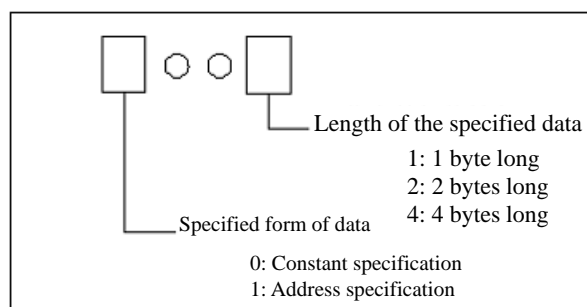 Length of the specified data
1: 1 byte long
2: 2 bytes long
4: 4 bytes long
Specified form of data
0: Constant specification
1: Address specification